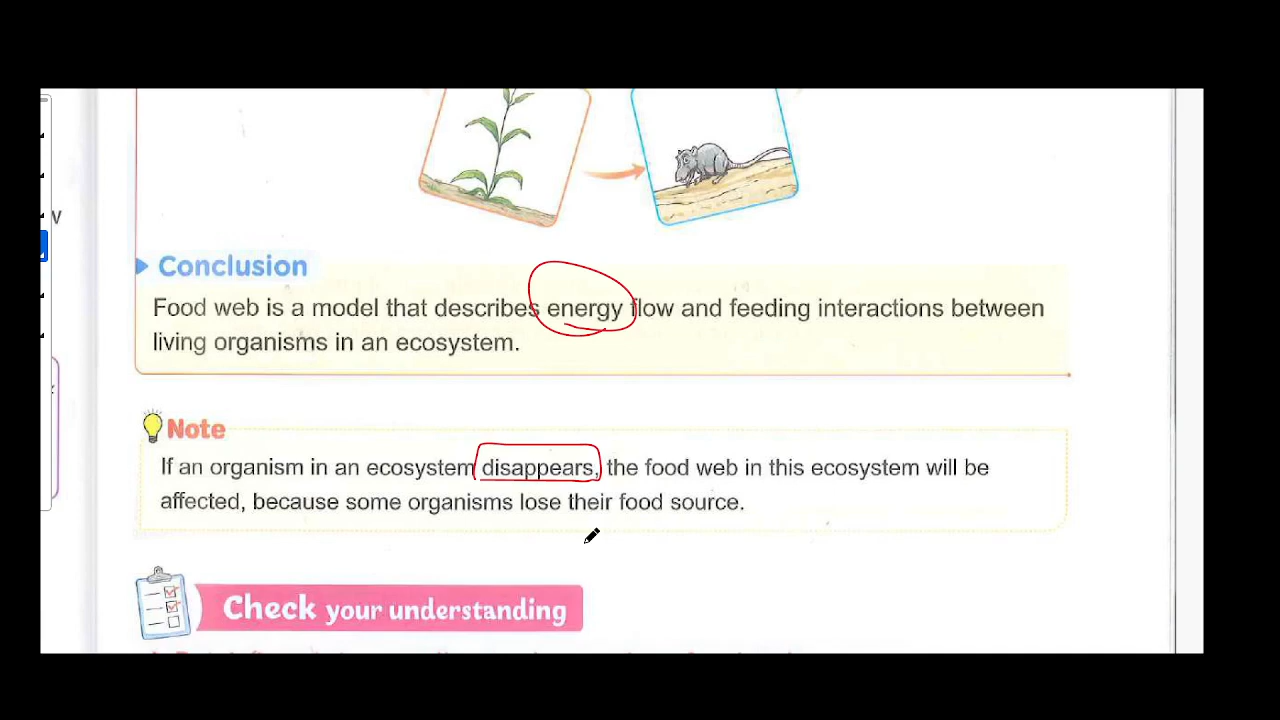 Conclusion
Food web is a model that describes energy flow and feeding interactions between
living organisms in an ecosystem.
Note
If an organism in an ecosystem disappears, the food web in this ecosystem will be
affected, because some organisms lose their food source.
Check your understanding